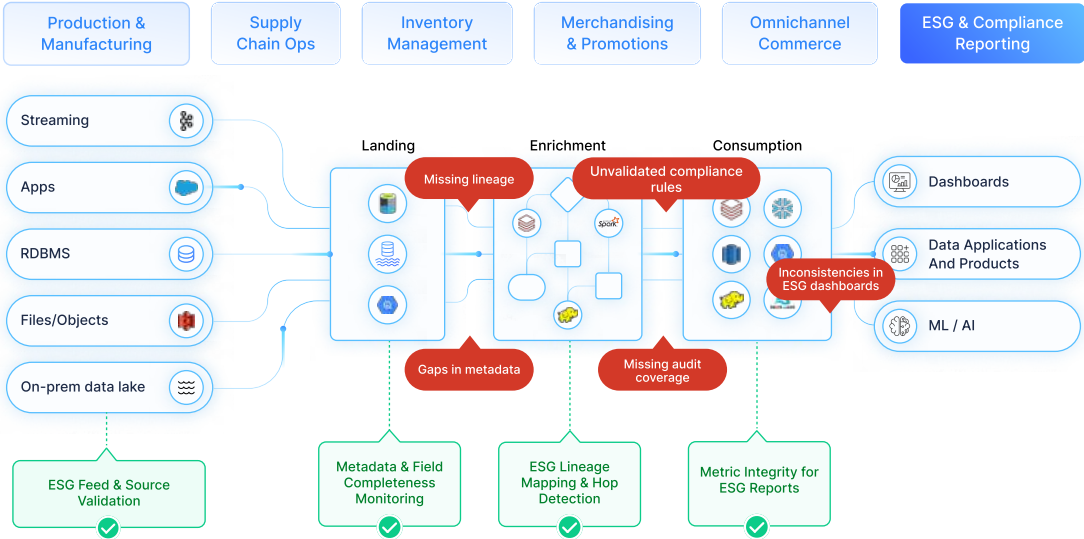 Production &
Manufacturing
Supply
Chain Ops
Inventory
Management
Merchandising
& Promotions
Omnichannel
Commerce
ESG & Compliance
Reporting
Streaming
Apps
RDBMS
Files/Objects
On-prem data lake
Landing
Enrichment
Consumption
Missing lineage
Unvalidated compliance
rules
Spark
Inconsistencies in
ESG dashboards
Gaps in metadata
Missing audit
coverage
Dashboards
Data Applications
And Products
ML / AI
ESG Feed & Source
Validation
Metadata & Field
Completeness
Monitoring
ESG Lineage
Mapping & Hop
Detection
Metric Integrity for
ESG Reports